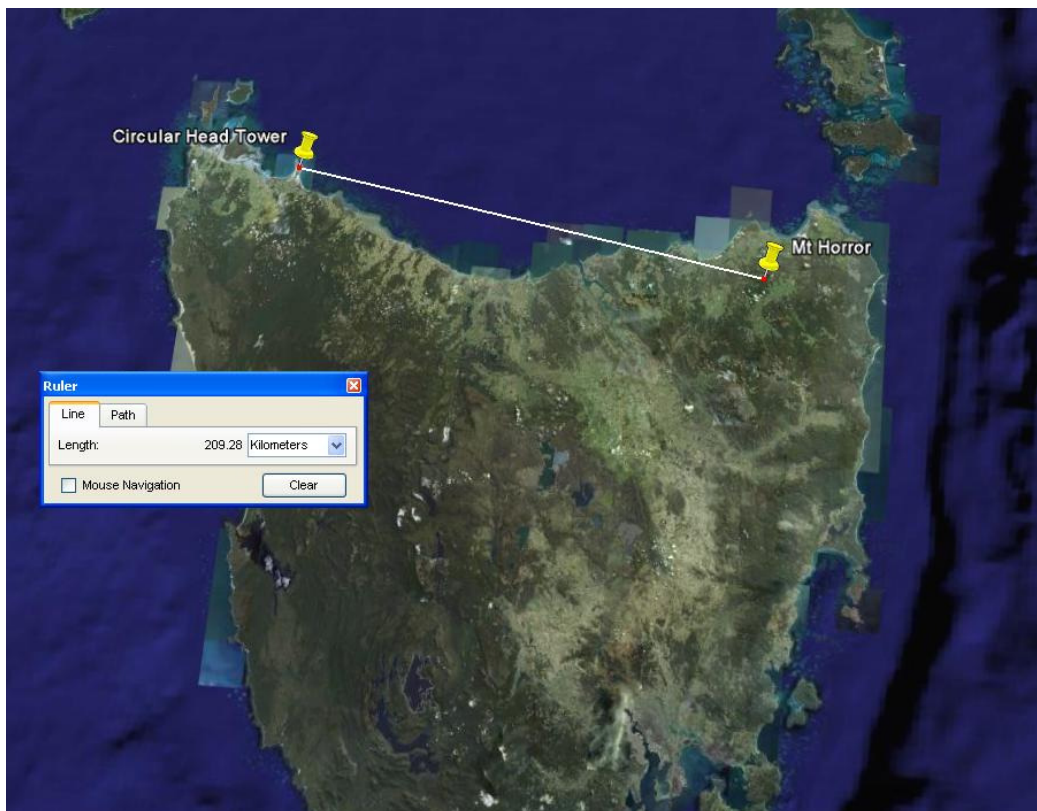 Circular Head Tower
Mt Horror
Ruler
Line Path
Length: 209.28 Kilometers
Mouse Navigation Clear